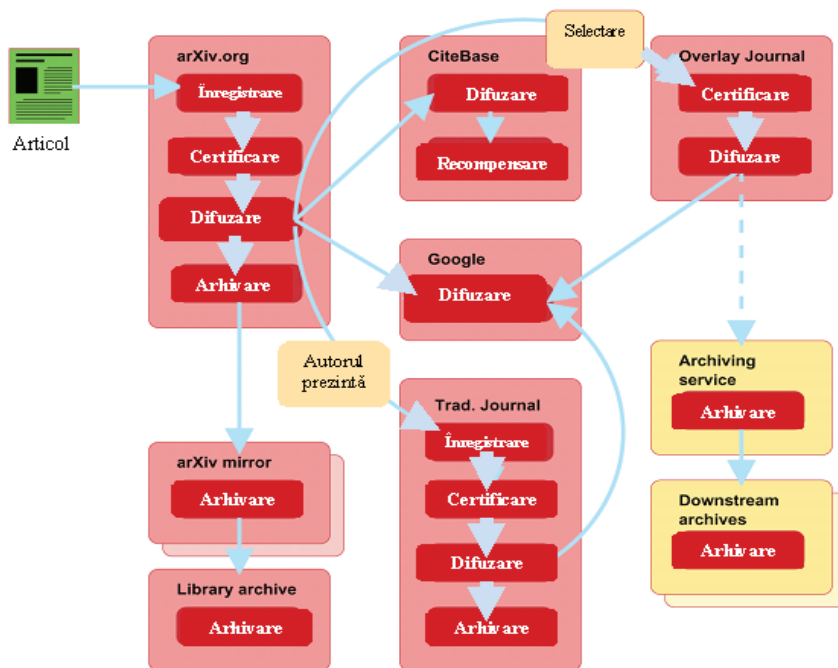 Articol
arXiv.org
Înregistrare
Certificare
Difuzare
Arhivare
CiteBase
Difuzare
Recompensare
Selectare
Overlay Journal
Certificare
Difuzare
Google
Difuzare
Autorul
prezintă
Trad. Journal
Înregistrare
Certificare
Difuzare
Arhivare
Archiving
service
Arhivare
Downstream
archives
Arhivare
arXiv mirror
Arhivare
Library archive
Arhivare